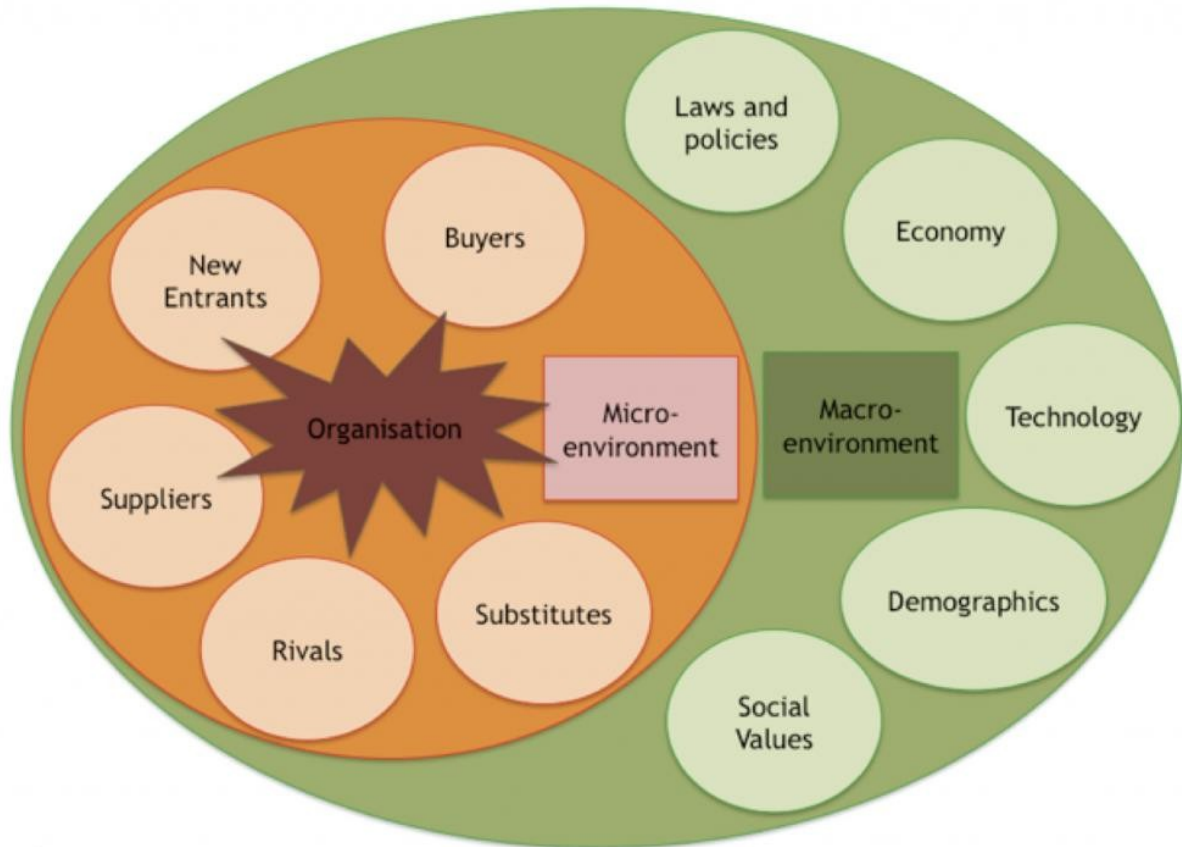 Laws and
policies
Buyers
Economy
New
Entrants
Organisation
Micro-
environment
Macro-
environment
Technology
Suppliers
Substitutes
Demographics
Rivals
Social
Values